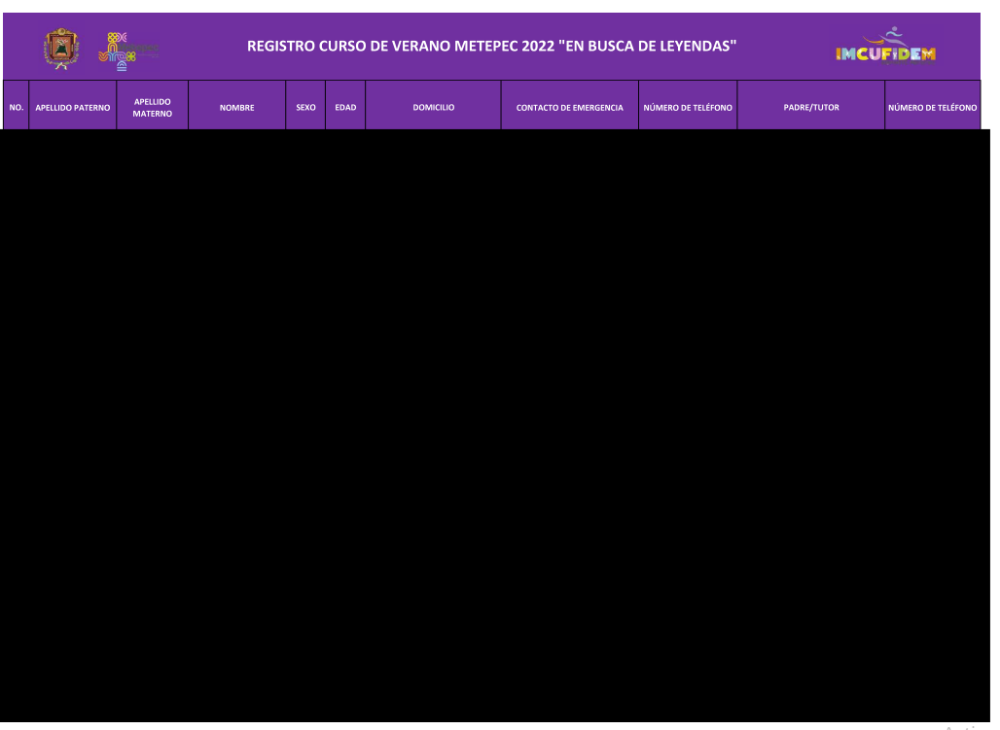 REGISTRO CURSO DE VERANO METEPEC 2022 "EN BUSCA DE LEYENDAS"
IMCUFIDEM
NO.
APELLIDO PATERNO
APELLIDO
MATERNO
NOMBRE
SEXO
EDAD
DOMICILIO
CONTACTO DE EMERGENCIA
NÚMERO DE TELÉFONO
PADRE/TUTOR
NÚMERO DE TELÉFONO